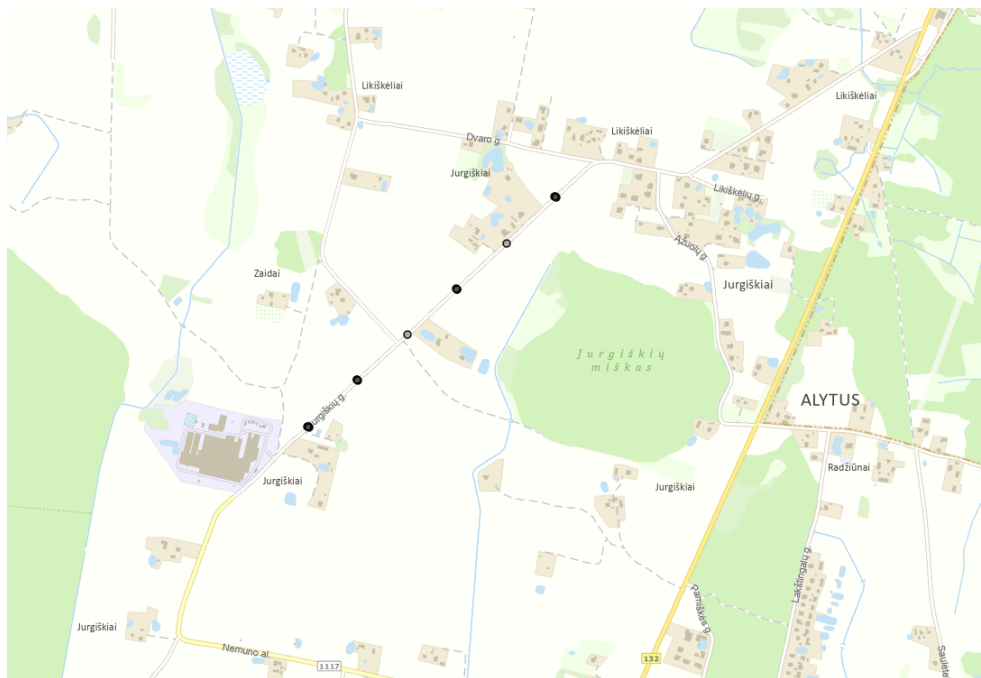 Likiškėliai
Likiškėliai
Likiškėliai
Dvaro g.
Jurgiškiai
Likiškėlių g.
Ąžuolų g.
Zaidai
Jurgiškiai
Jurgiškių
miškas
ALYTUS
Jurgiškių g.
Radžiūnai
Jurgiškiai
Jurgiškiai
Lakštingalų g.
Pamiškės g.
Jurgiškiai
Nemuno al.
1117
132